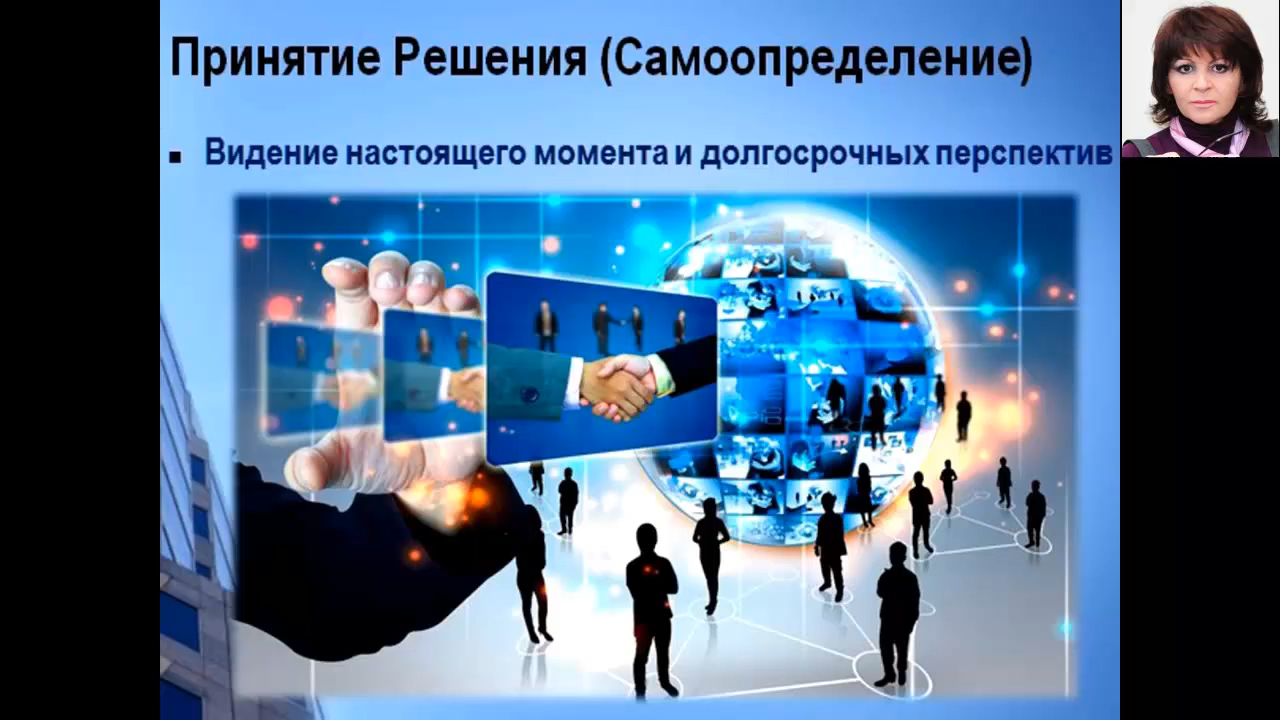 Принятие Решения (Самоопределение)
Видение настоящего момента и долгосрочных перспектив